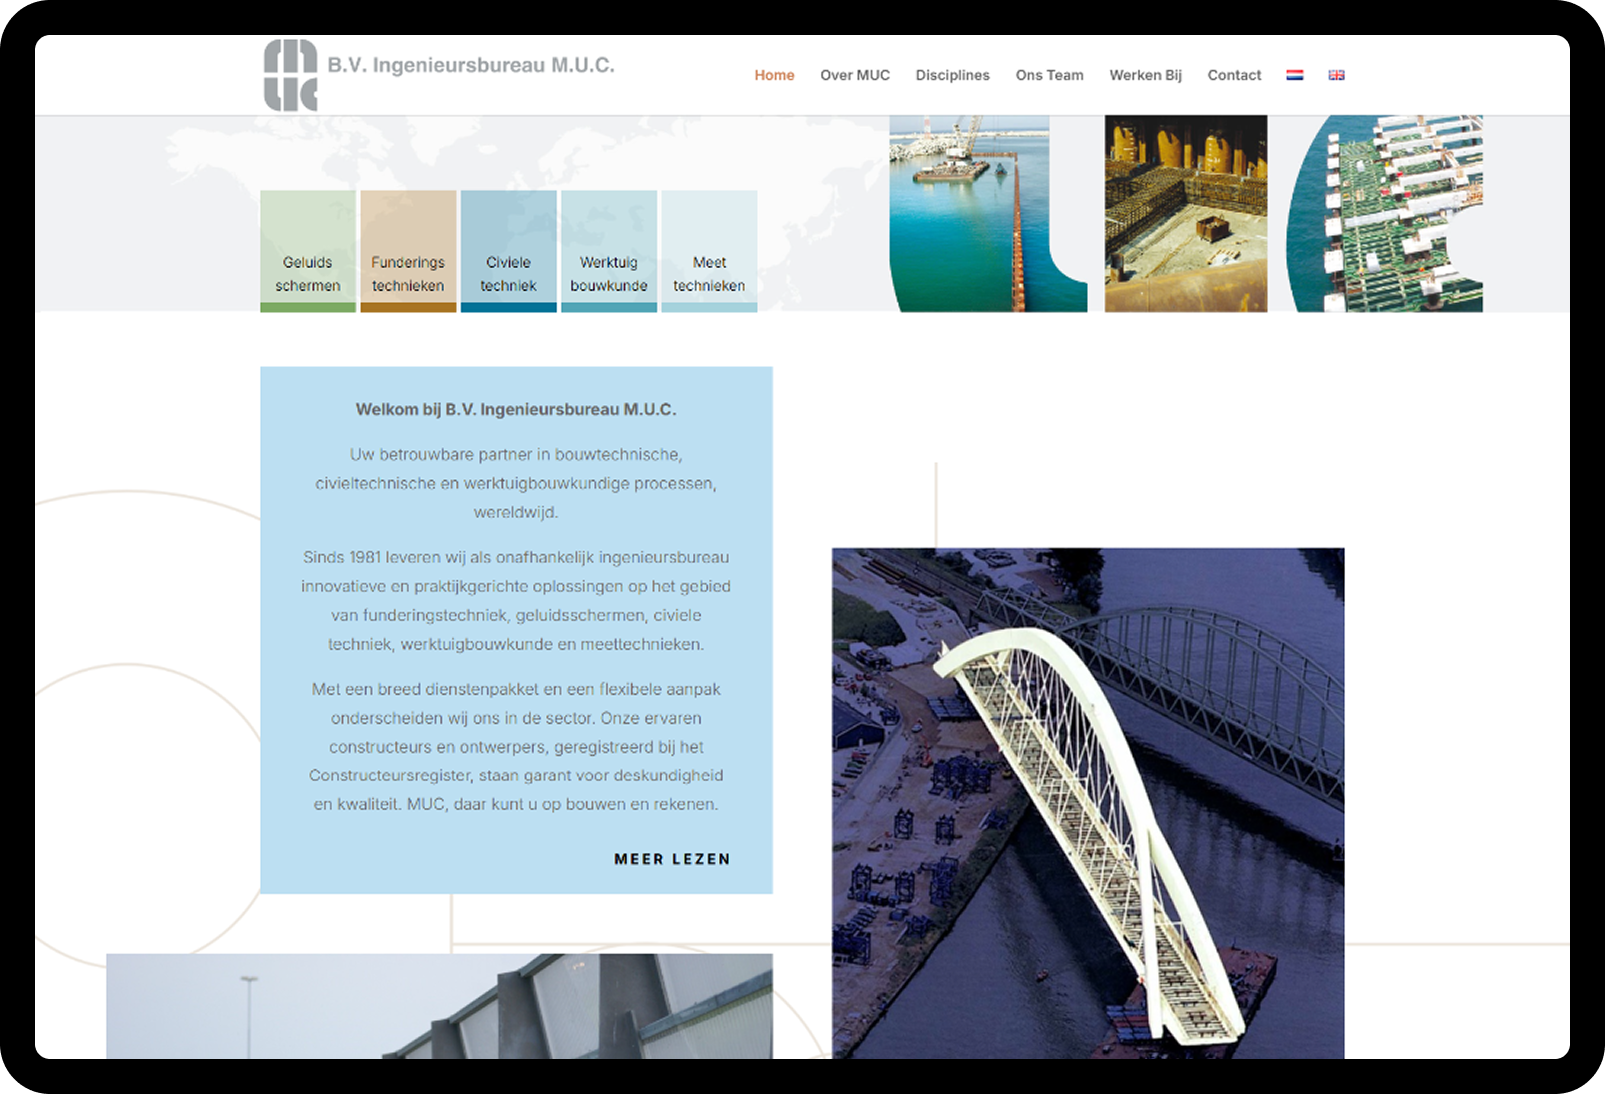 muc
B.V. Ingenieursbureau M.U.C.
Home Over MUC Disciplines Ons Team Werken Bij Contact
Geluids
schermen
Funderings
technieken
Civiele
techniek
Werktuig
bouwkunde
Meet
technieken
Welkom bij B.V. Ingenieursbureau M.U.C.
Uw betrouwbare partner in bouwtechnische,
civieltechnische en werktuigbouwkundige processen,
wereldwijd.
Sinds 1981 leveren wij als onafhankelijk ingenieursbureau
innovatieve en praktijkgerichte oplossingen op het gebied
van funderingstechniek, geluidsschermen, civiele
techniek, werktuigbouwkunde en meettechnieken.
Met een breed dienstenpakket en een flexibele aanpak
onderscheiden wij ons in de sector. Onze ervaren
constructeurs en ontwerpers, geregistreerd bij het
Constructeursregister, staan garant voor deskundigheid
en kwaliteit. MUC, daar kunt u op bouwen en rekenen.
MEER LEZEN